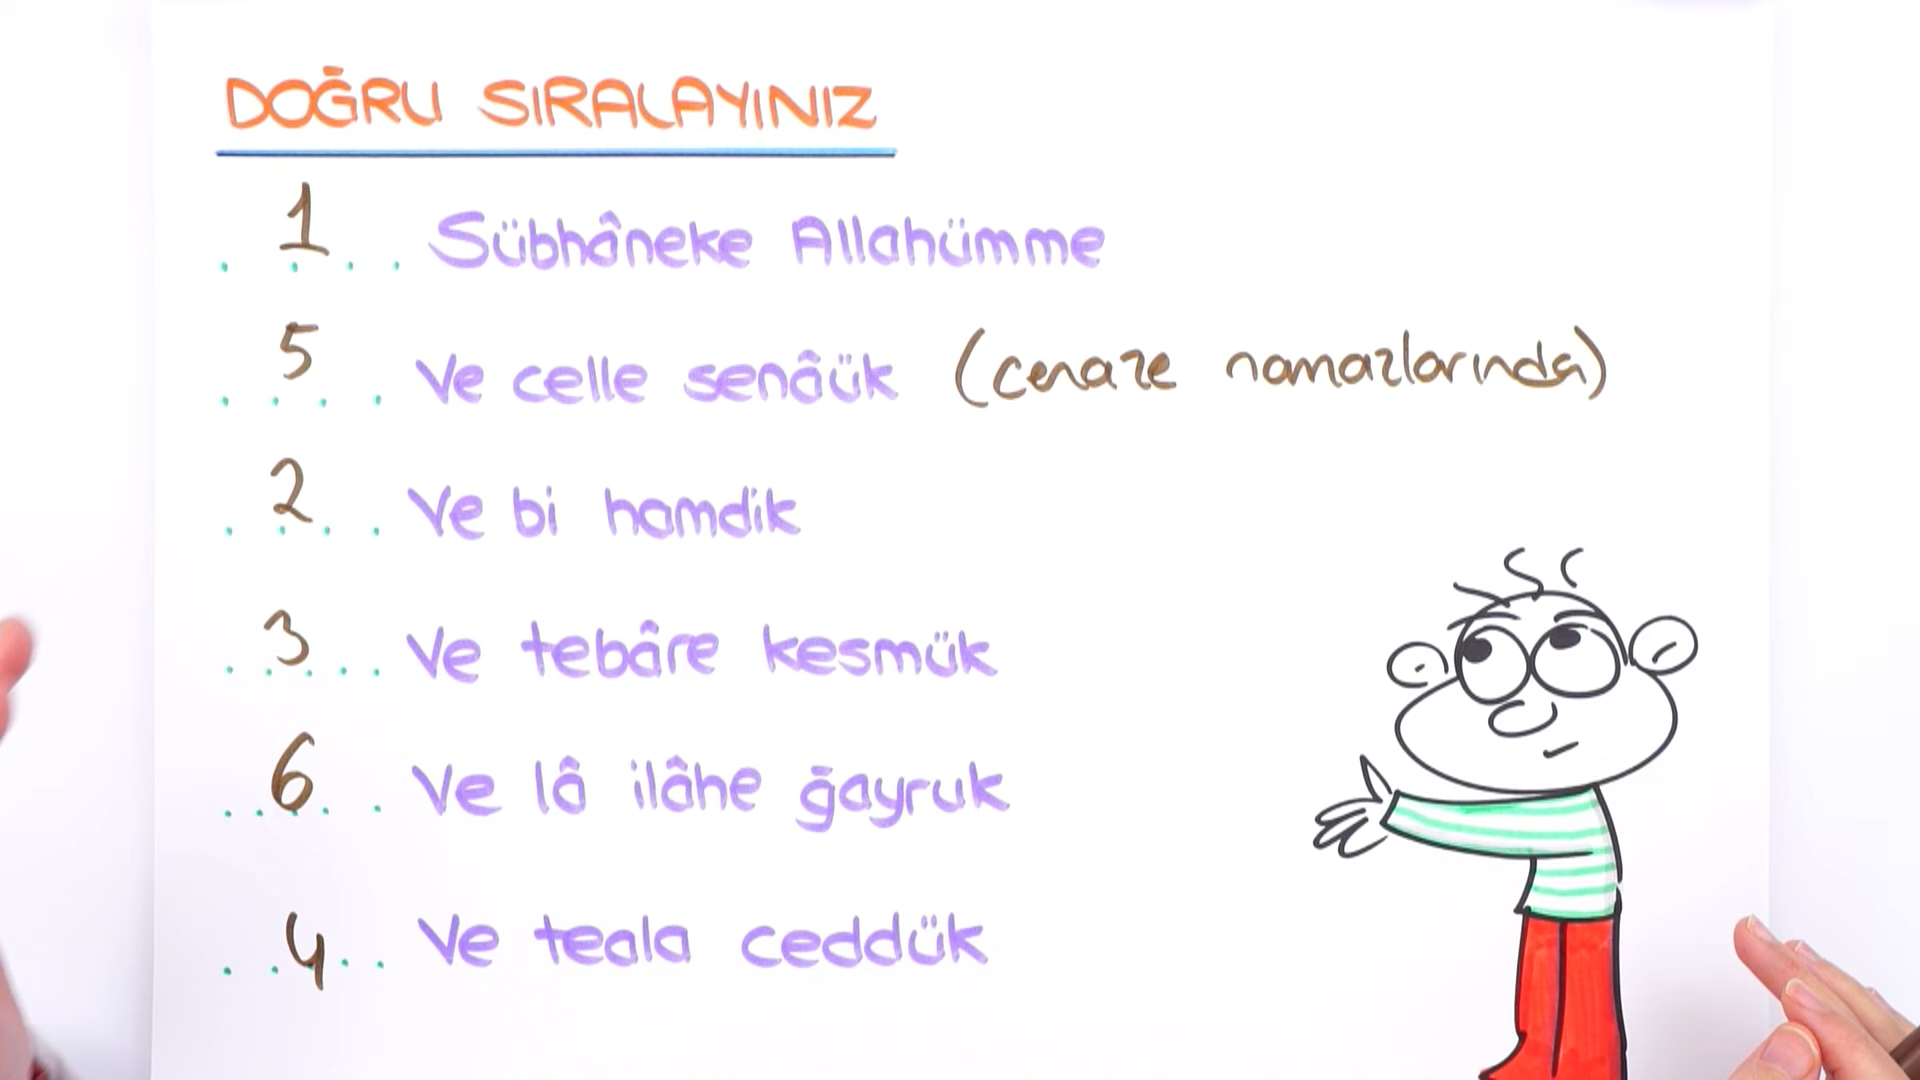 DOĞRU SIRALAYINIZ
1 Sübhâneke Allahümme
5 Ve celle senâük (cenaze namazlarında)
2 Ve bi hamdik
3 Ve tebâre kesmük
6 Ve lâ ilâhe ğayruk
4 Ve teala ceddük